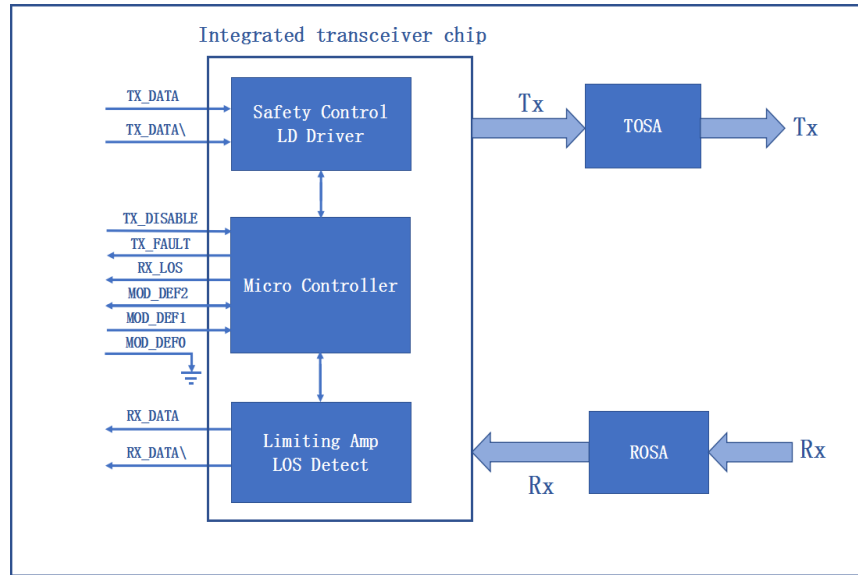 Integrated transceiver chip
TX_DATA
TX_DATA\
Safety Control
LD Driver
Tx
TOSA
Tx
TX_DISABLE
TX_FAULT
RX_LOS
MOD_DEF2
MOD_DEF1
MOD_DEF0
Micro Controller
RX_DATA
RX_DATA\
Limiting Amp
LOS Detect
Rx
ROSA
Rx